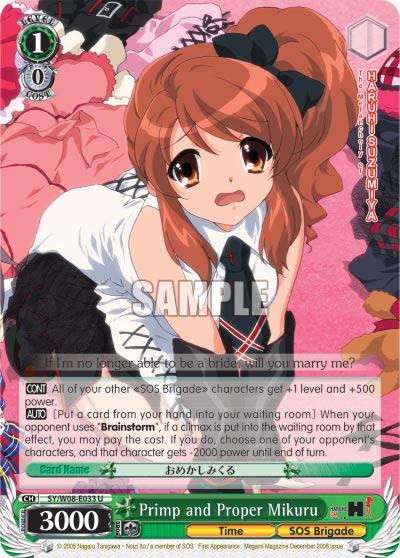 LEVEL
1
0
COST
The Melancholy of
HARUHI SUZUMIYA
SAMPLE
If I'm no longer able to be a bride, will you marry me?
CONT All of your other «SOS Brigade» characters get +1 level and +500
power.
AUTO [Put a card from your hand into your waiting room] When your
opponent uses "Brainstorm", if a climax is put into the waiting room by that
effect, you may pay the cost. If you do, choose one of your opponent's
characters, and that character gets -2000 power until end of turn.
Card Name おめかしみくる
CH SY/W08-E033 U
3000
Primp and Proper Mikuru
Time SOS Brigade
© 2006 Nagaru Tanigawa・Noizi Ito / a member of SOS First Appearance : Megami Magazine December 2006 issue